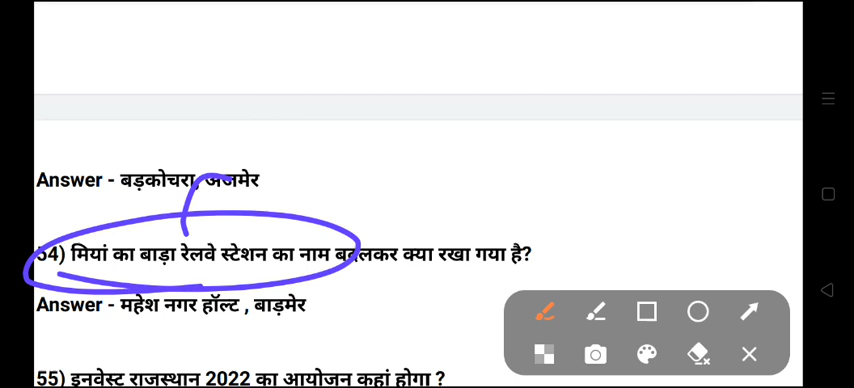 Answer - बड़कोचरा, अजमेर
54) मियां का बाड़ा रेलवे स्टेशन का नाम बदलकर क्या रखा गया है?
Answer - महेश नगर हॉल्ट , बाड़मेर
55) इनवेस्ट राजस्थान 2022 का आयोजन कहां होगा ?